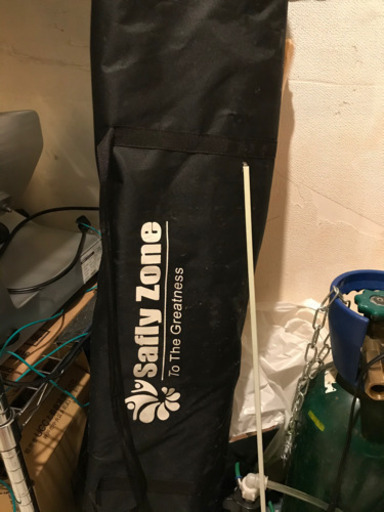 Safly Zone
To The Greatness